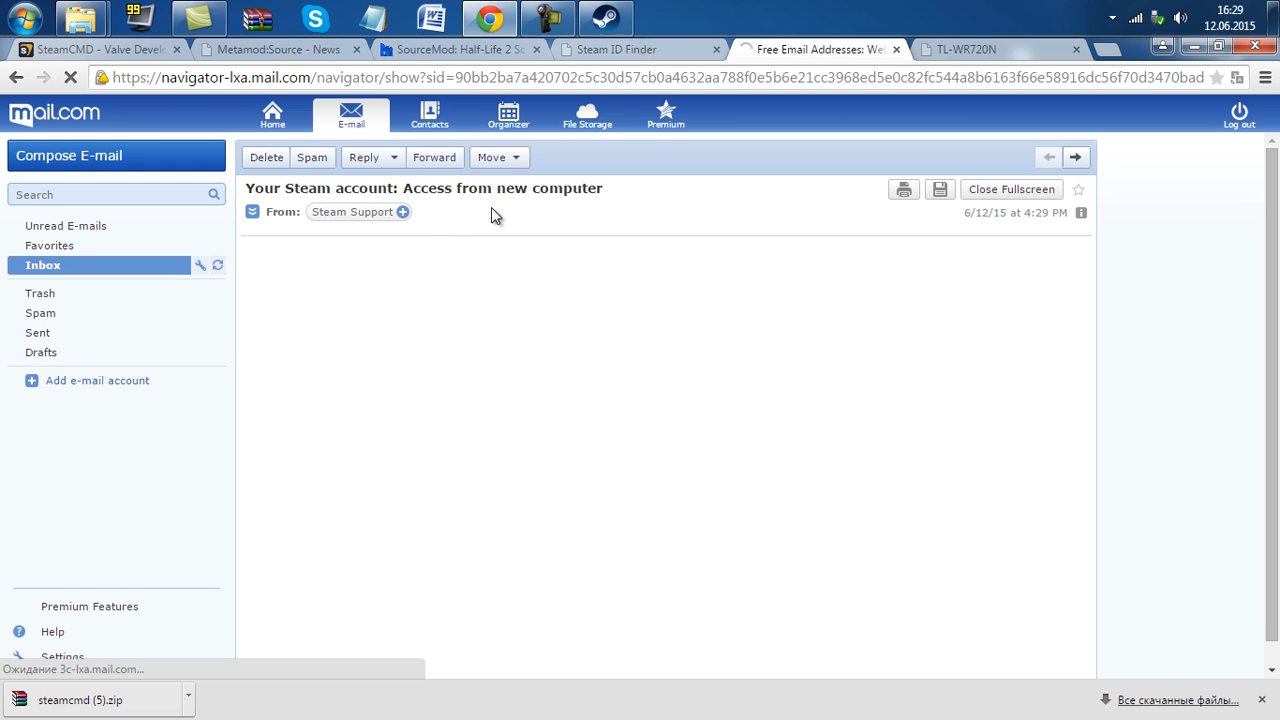 99
16:29
12.06.2015
SteamCMD - Valve Devel
Metamod:Source - News
SourceMod: Half-Life 2 Sc
Steam ID Finder
Free Email Addresses: Wel
TL-WR720N
https://navigator-lxa.mail.com/navigator/show?sid=90bb2ba7a420702c5c30d57cb0a4632aa788f0e5b6e21cc3968ed5e0c82fc544a8b6163f66e58916dc56f70d3470bad
mail.com
Home
E-mail
Contacts
Organizer
File Storage
Premium
Log out
Compose E-mail
Delete
Spam
Reply
Forward
Move
Search
Your Steam account: Access from new computer
Close Fullscreen
From:
Steam Support
6/12/15 at 4:29 PM
Unread E-mails
Favorites
Inbox
Trash
Spam
Sent
Drafts
Add e-mail account
Premium Features
Help
Settings
Ожидание 3c-lxa.mail.com...
steamcmd (5).zip
Все скачанные файлы...